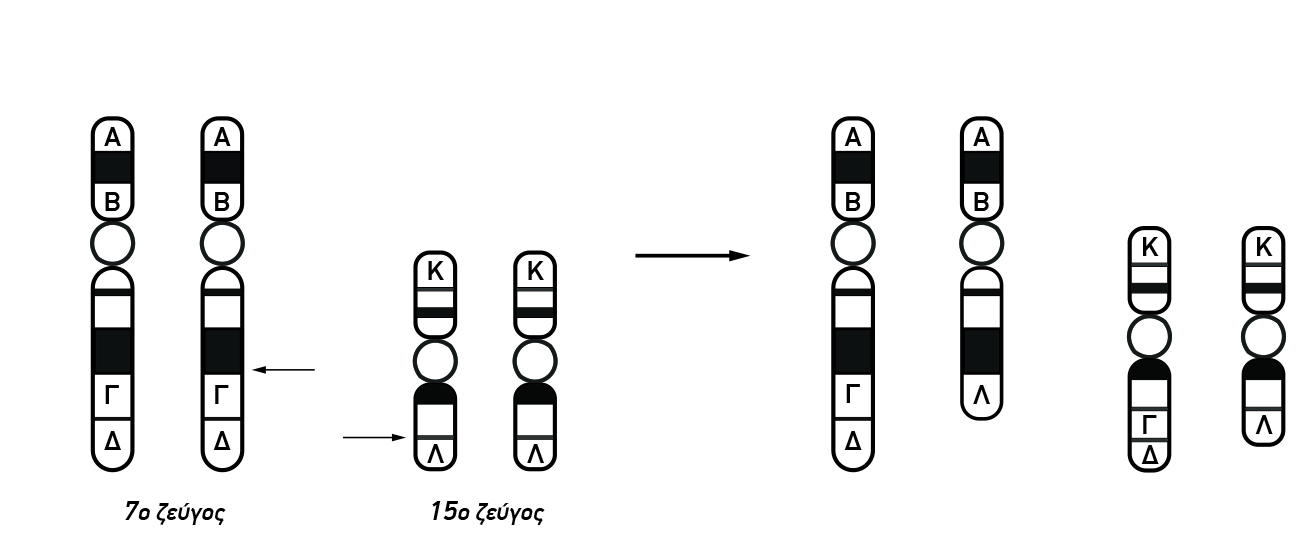 Α Α Α Α
Β Β Β Β
Κ Κ Κ Κ
Γ Γ Γ Λ Γ Λ
Δ Δ Λ Λ Δ Δ
7ο ζεύγος 15ο ζεύγος